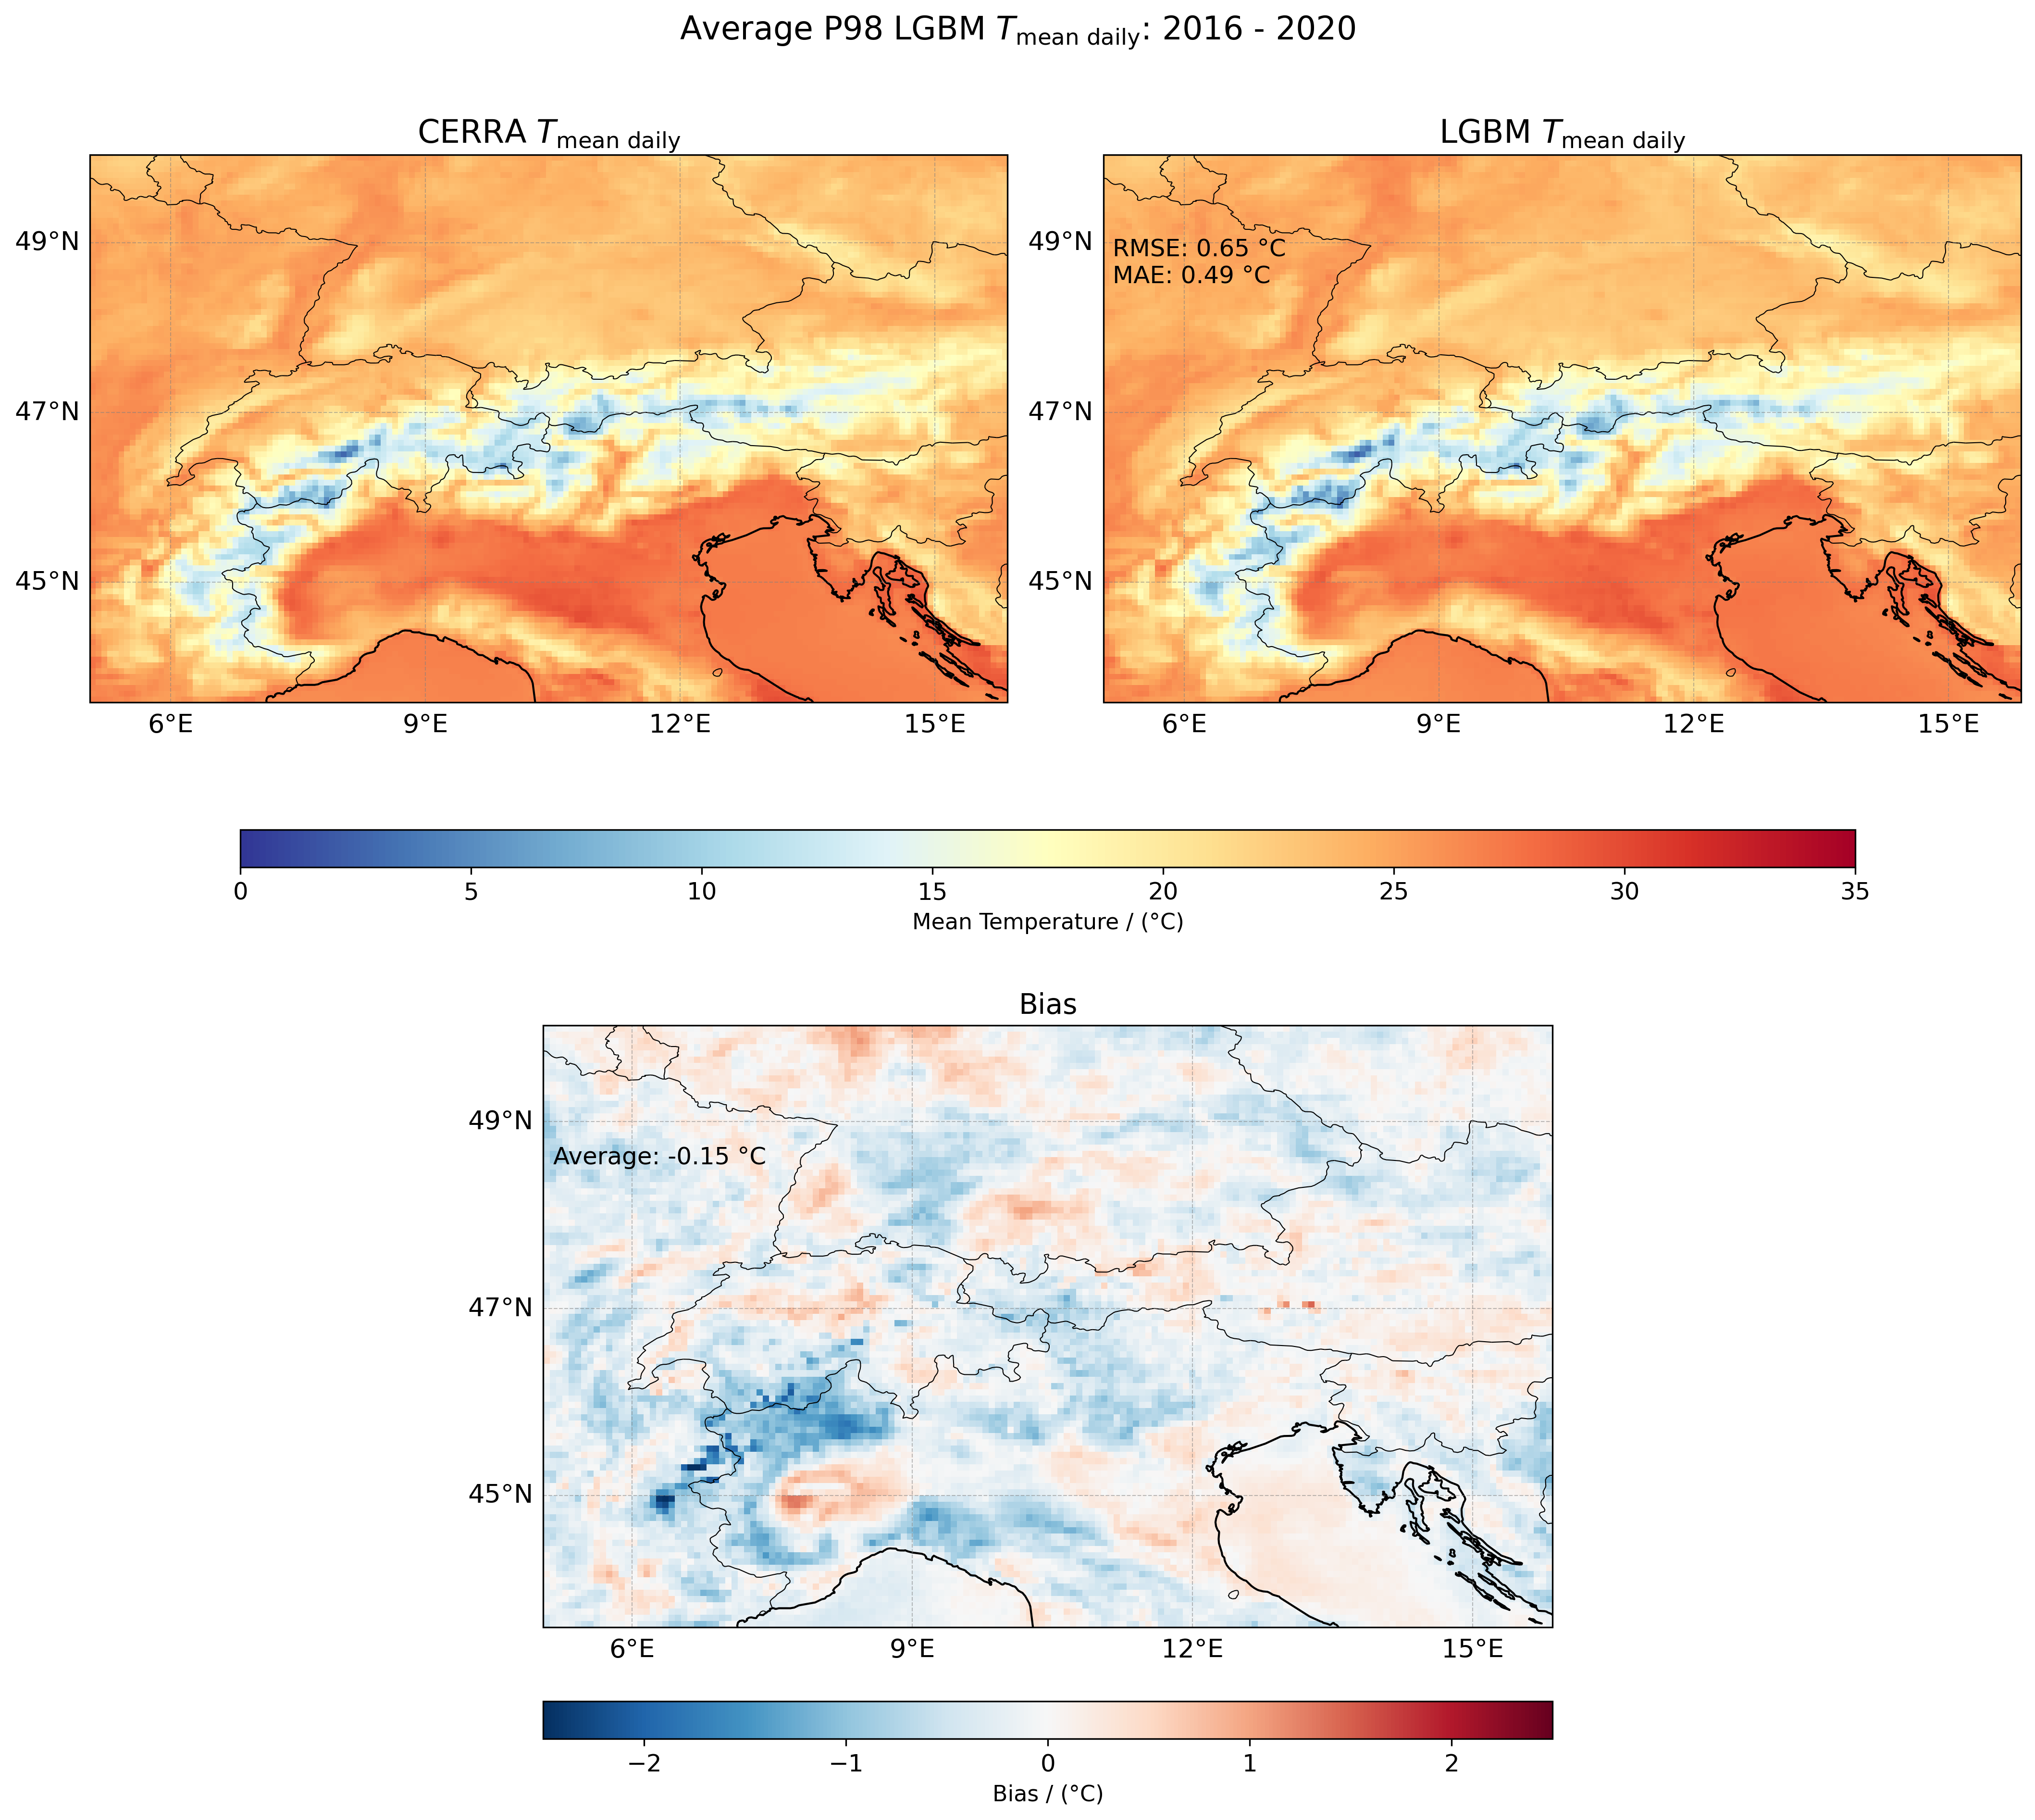 Average P98 LGBM T mean daily: 2016 - 2020
CERRA T mean daily
LGBM T mean daily
49°N
47°N
45°N
6°E 9°E 12°E 15°E
49°N
47°N
45°N
RMSE: 0.65 °C
MAE: 0.49 °C
6°E 9°E 12°E 15°E
0 5 10 15 20 25 30 35
Mean Temperature / (°C)
Bias
49°N
Average: -0.15 °C
47°N
45°N
6°E 9°E 12°E 15°E
−2 −1 0 1 2
Bias / (°C)